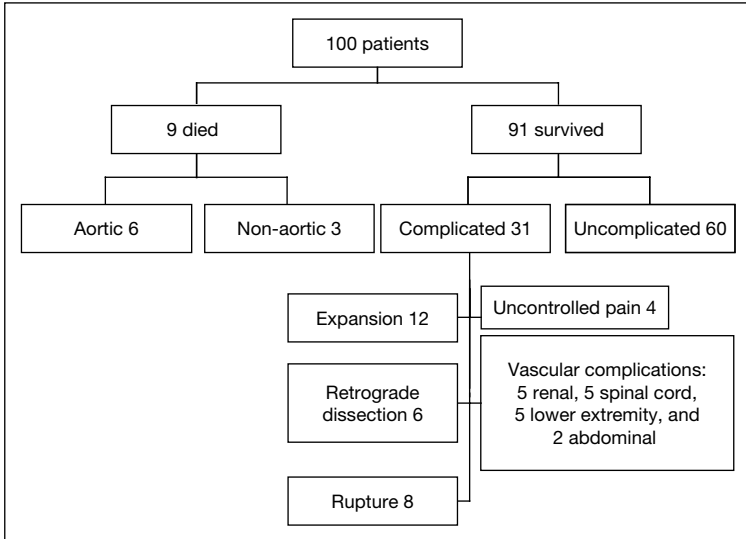 100 patients
9 died
91 survived
Aortic 6
Non-aortic 3
Complicated 31
Uncomplicated 60
Expansion 12
Uncontrolled pain 4
Retrograde
dissection 6
Vascular complications:
5 renal, 5 spinal cord,
5 lower extremity, and
2 abdominal
Rupture 8